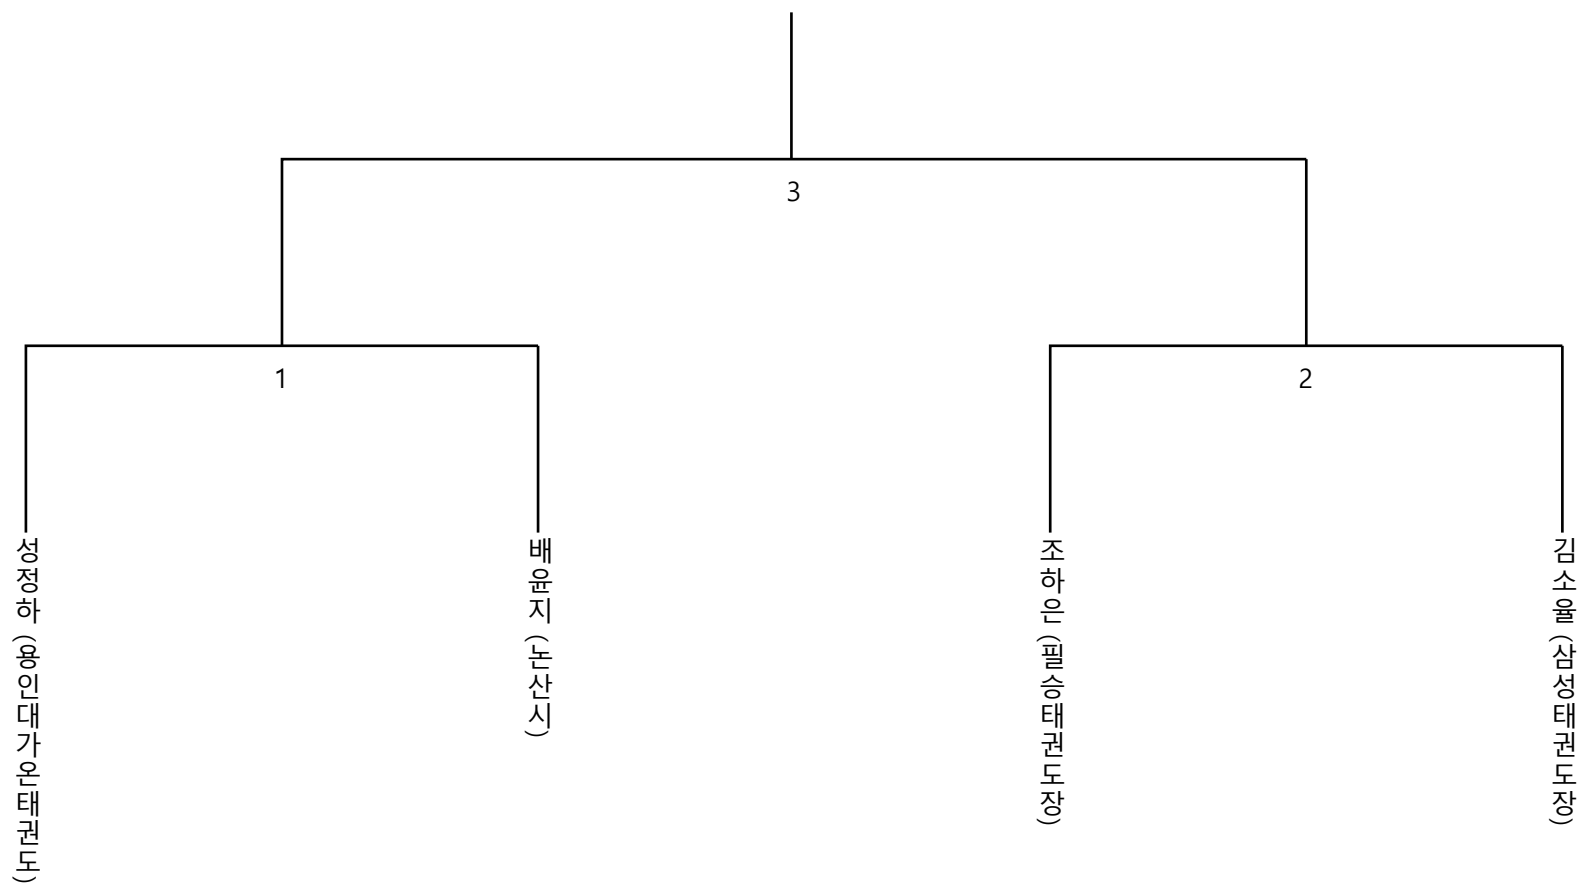 3
1
2
성정하 (용인대가온태권도)
배윤지 (논산시)
조하은 (필승태권도장)
김소율 (삼성태권도장)